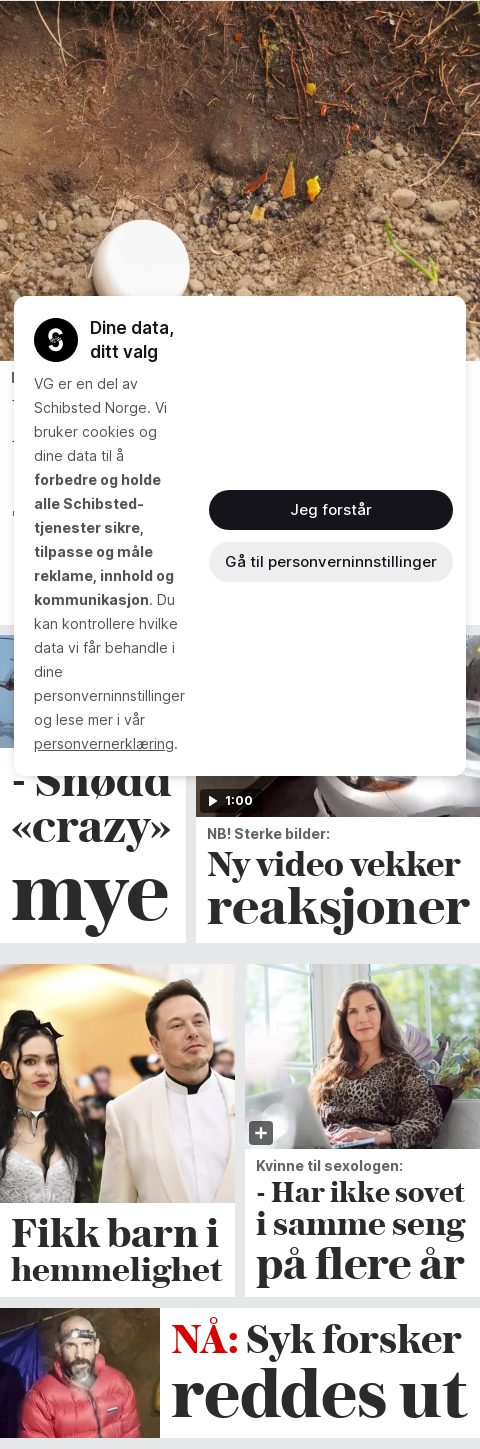 Dine data,
ditt valg
VG er en del av
Schibsted Norge. Vi
bruker cookies og
dine data til å
forbedre og holde
alle Schibsted-
tjenester sikre,
tilpasse og måle
reklame, innhold og
kommunikasjon. Du
kan kontrollere hvilke
data vi får behandle i
dine
personverninnstillinger
og lese mer i vår
personvernerklæring.
Jeg forstår
Gå til personverninnstillinger
- Snødd
«crazy»
mye
1:00
NB! Sterke bilder:
Ny video vekker
reaksjoner
Fikk barn i
hemmelighet
Kvinne til sexologen:
- Har ikke sovet
i samme seng
på flere år
NÅ: Syk forsker
reddes ut